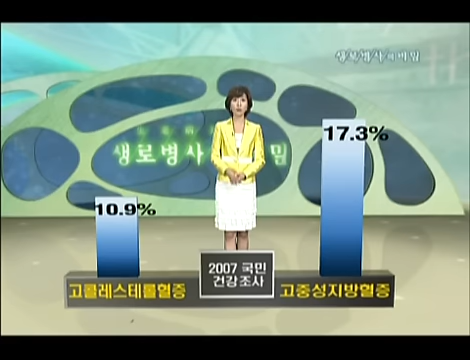 생로병사의 비밀
생로병사 밀
17.3%
10.9%
2007 국민
건강조사
고콜레스테롤혈증
고중성지방혈증